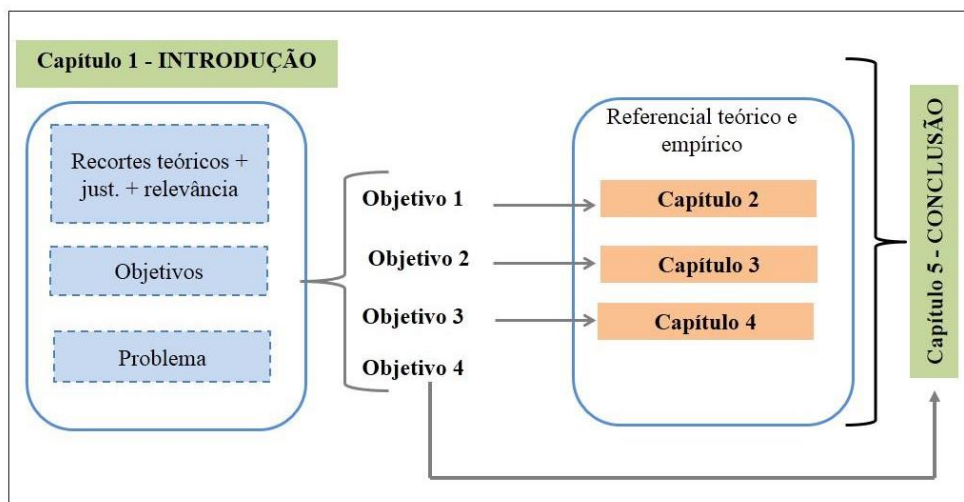 Capítulo 1 - INTRODUÇÃO
Recortes teóricos +
just. + relevância
Objetivos
Problema
Objetivo 1
Objetivo 2
Objetivo 3
Objetivo 4
Referencial teórico e
empírico
Capítulo 2
Capítulo 3
Capítulo 4
Capítulo 5 - CONCLUSÃO